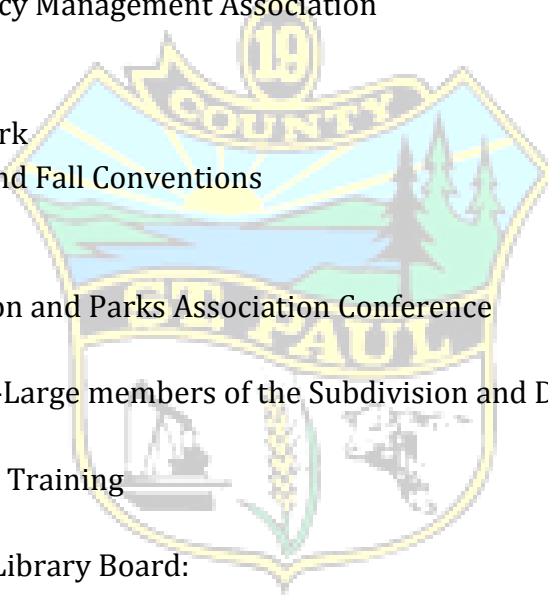 cy Management Association
19
COUNTY
rk
nd Fall Conventions
on and Parks Association Conference
ST. PAUL
-Large members of the Subdivision and D
Training
Library Board: